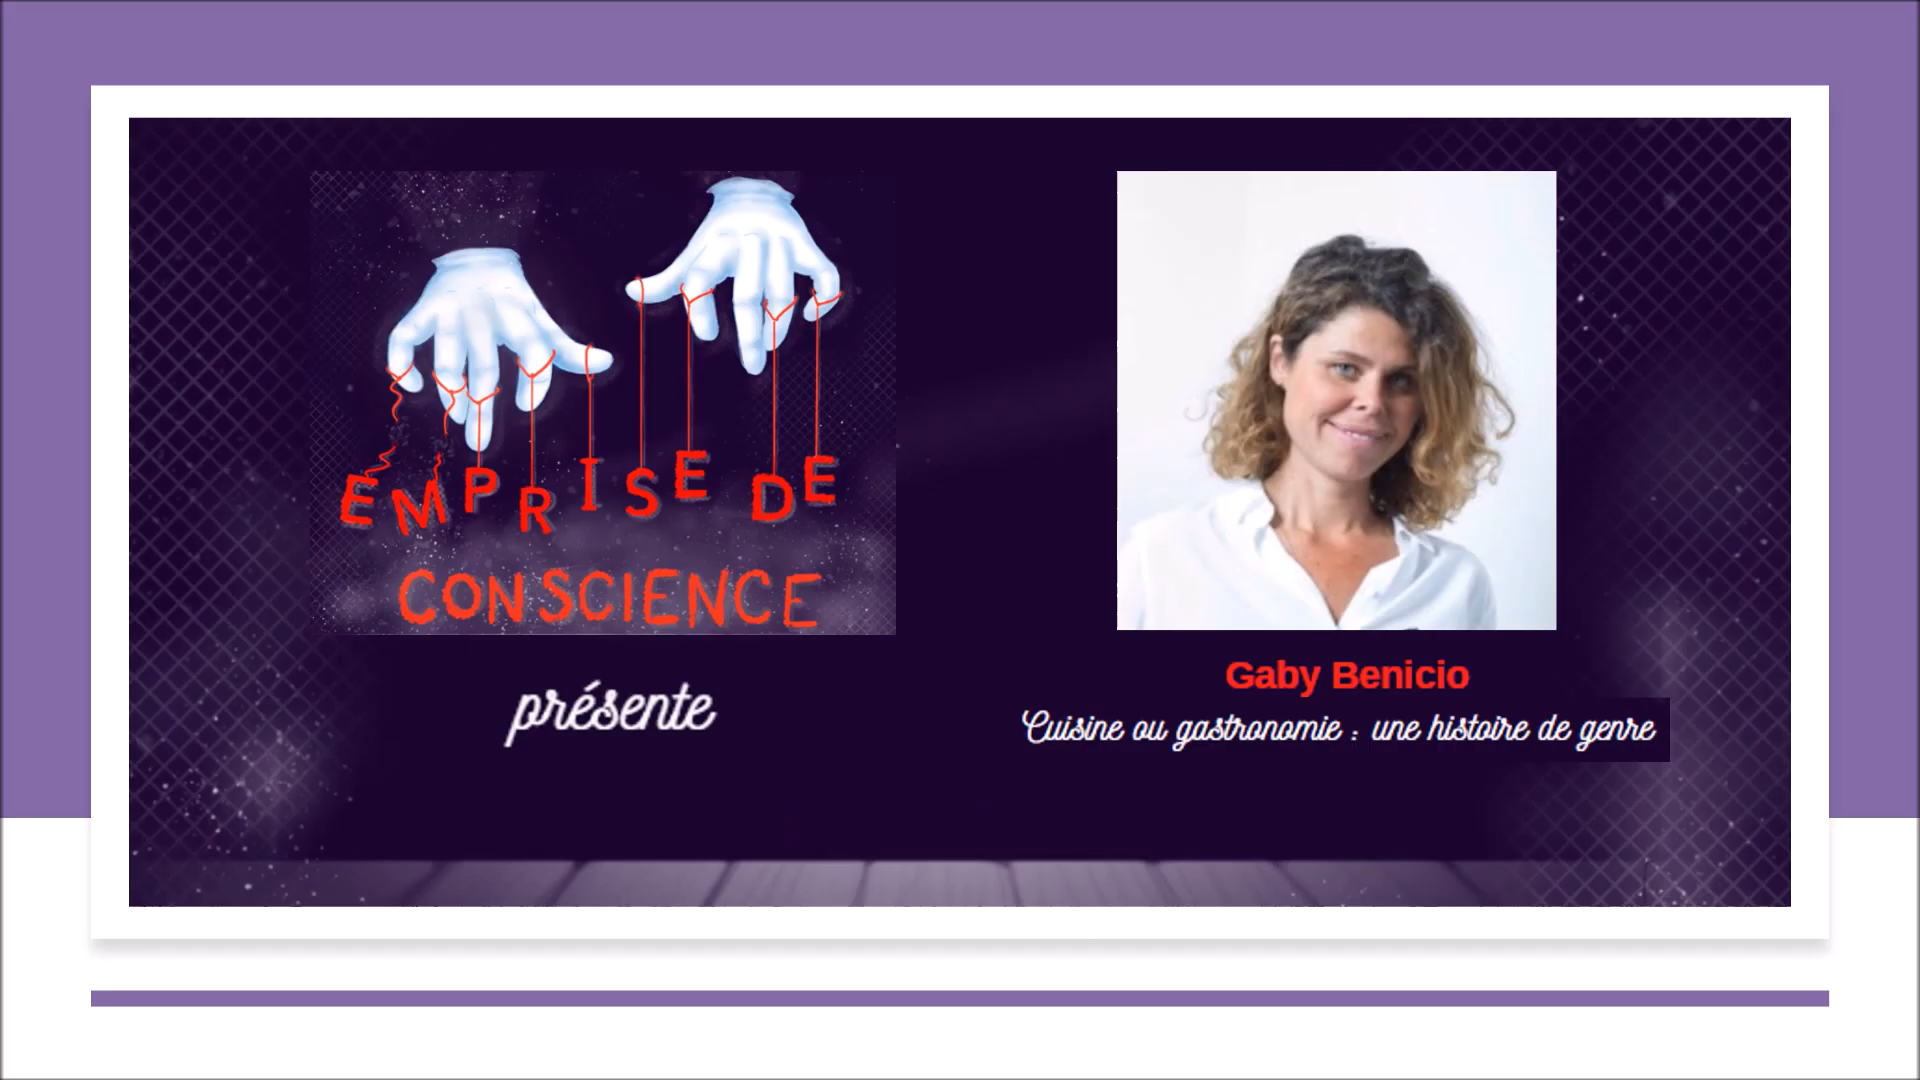 EMPRISE DE
CONSCIENCE
présente
Gaby Benicio
Cuisine ou gastronomie : une histoire de genre